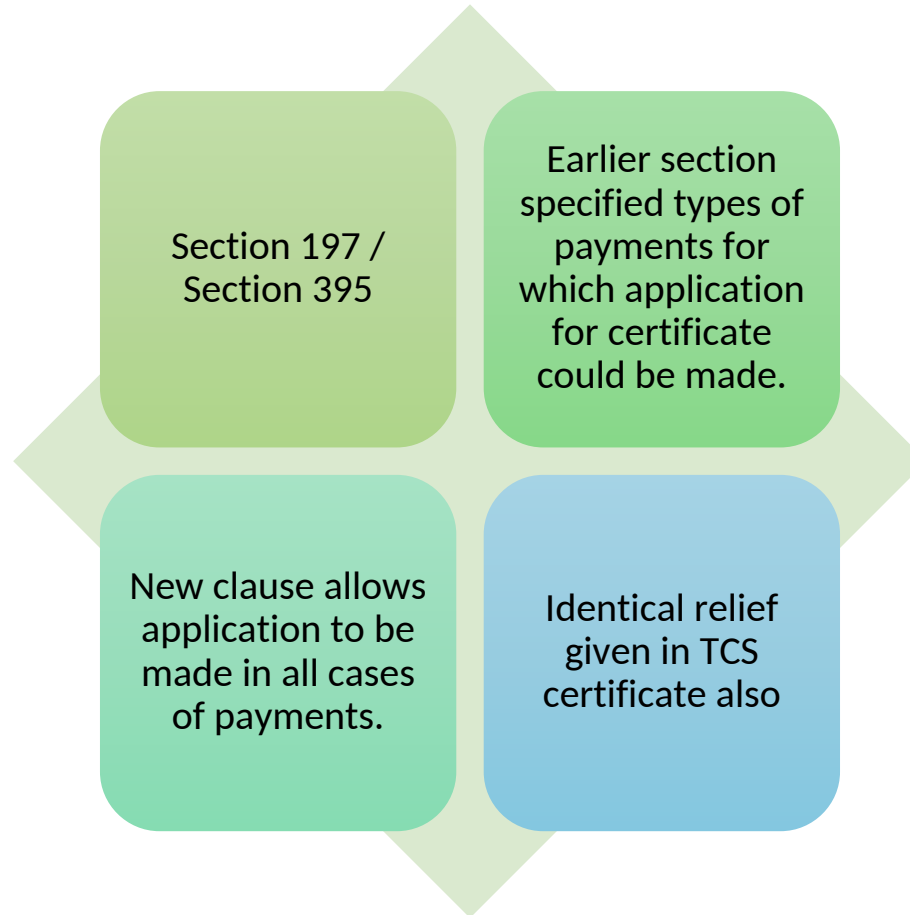 Section 197 /
Section 395
Earlier section
specified types of
payments for
which application
for certificate
could be made.
New clause allows
application to be
made in all cases
of payments.
Identical relief
given in TCS
certificate also